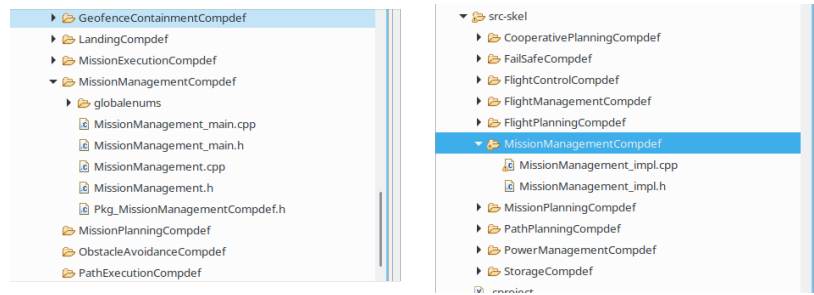 GeofenceContainmentCompdef
LandingCompdef
MissionExecutionCompdef
MissionManagementCompdef
globalenums
MissionManagement_main.cpp
MissionManagement_main.h
MissionManagement.cpp
MissionManagement.h
Pkg_MissionManagementCompdef.h
MissionPlanningCompdef
ObstacleAvoidanceCompdef
PathExecutionCompdef
src-skel
CooperativePlanningCompdef
FailSafeCompdef
FlightControlCompdef
FlightManagementCompdef
FlightPlanningCompdef
MissionManagementCompdef
MissionManagement_impl.cpp
MissionManagement_impl.h
MissionPlanningCompdef
PathPlanningCompdef
PowerManagementCompdef
StorageCompdef
.cproject